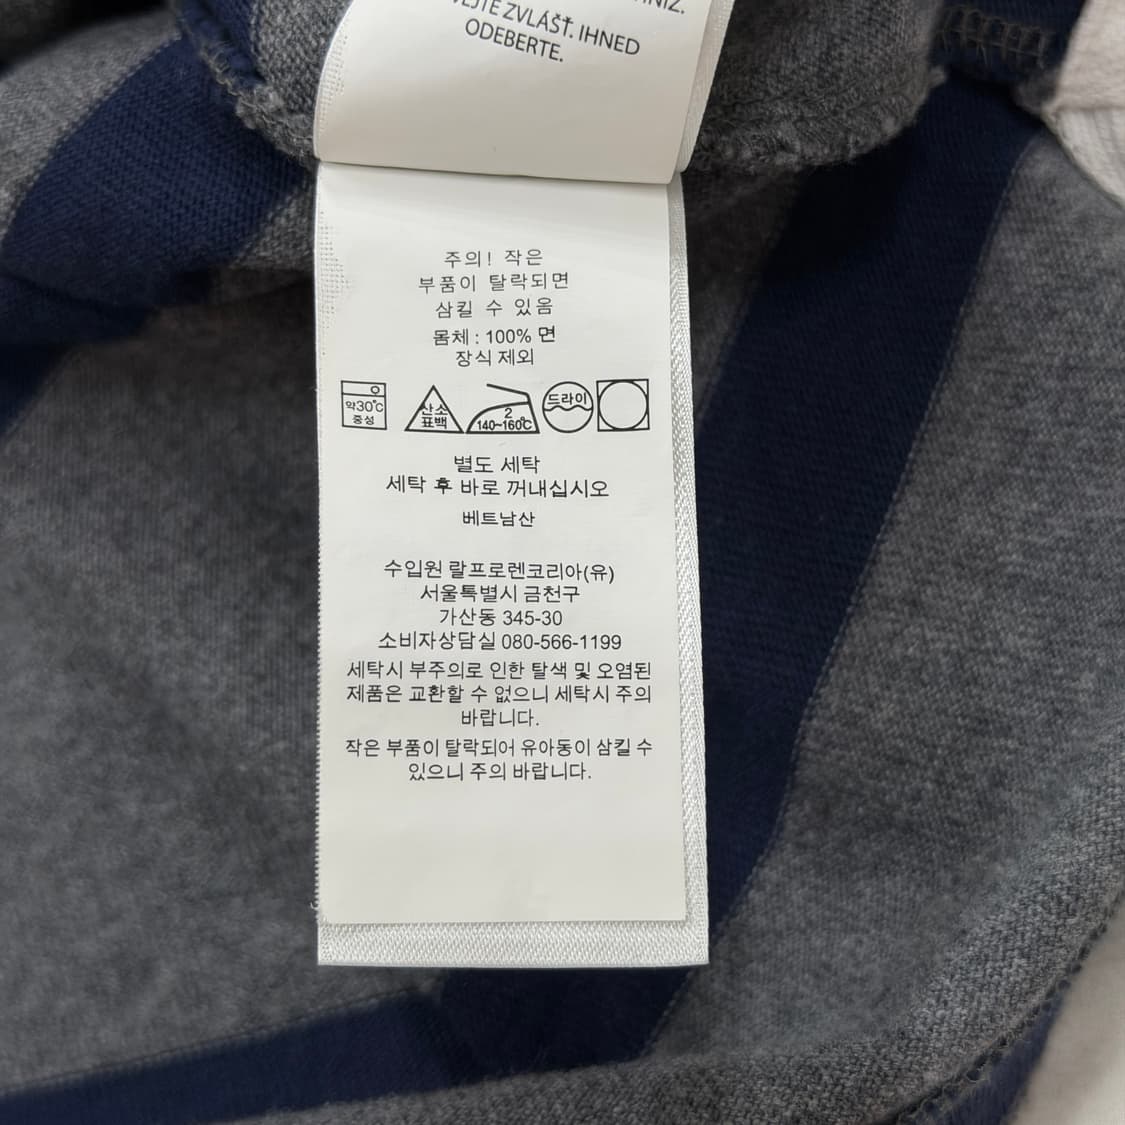 ODEBERTE.
ZVLÁŠŤ. IHNED
주의! 작은
부품이 탈락되면
삼킬 수 있음
몸체 : 100% 면
장식 제외
약30℃
중성
산소
표백
2
140~160℃
드라이
별도 세탁
세탁 후 바로 꺼내십시오
베트남산
수입원 랄프로렌코리아(유)
서울특별시 금천구
가산동 345-30
소비자상담실 080-566-1199
세탁시 부주의로 인한 탈색 및 오염된
제품은 교환할 수 없으니 세탁시 주의
바랍니다.
작은 부품이 탈락되어 유아동이 삼킬 수
있으니 주의 바랍니다.